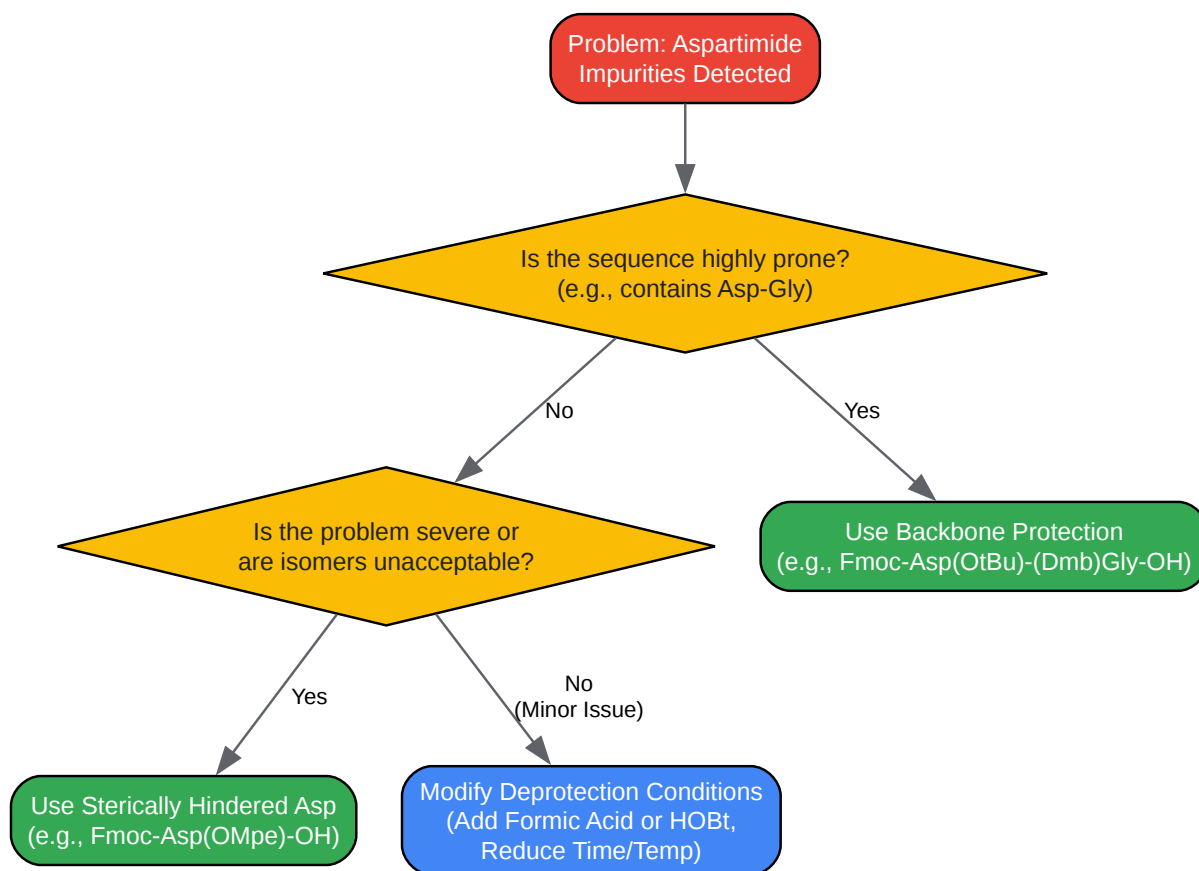 Problem: Aspartimide
Impurities Detected
Is the sequence highly prone?
(e.g., contains Asp-Gly)
No
Yes
Is the problem severe or
are isomers unacceptable?
Use Backbone Protection
(e.g., Fmoc-Asp(OtBu)-(Dmb)Gly-OH)
Yes
No
(Minor Issue)
Use Sterically Hindered Asp
(e.g., Fmoc-Asp(OMpe)-OH)
Modify Deprotection Conditions
(Add Formic Acid or HOBt,
Reduce Time/Temp)